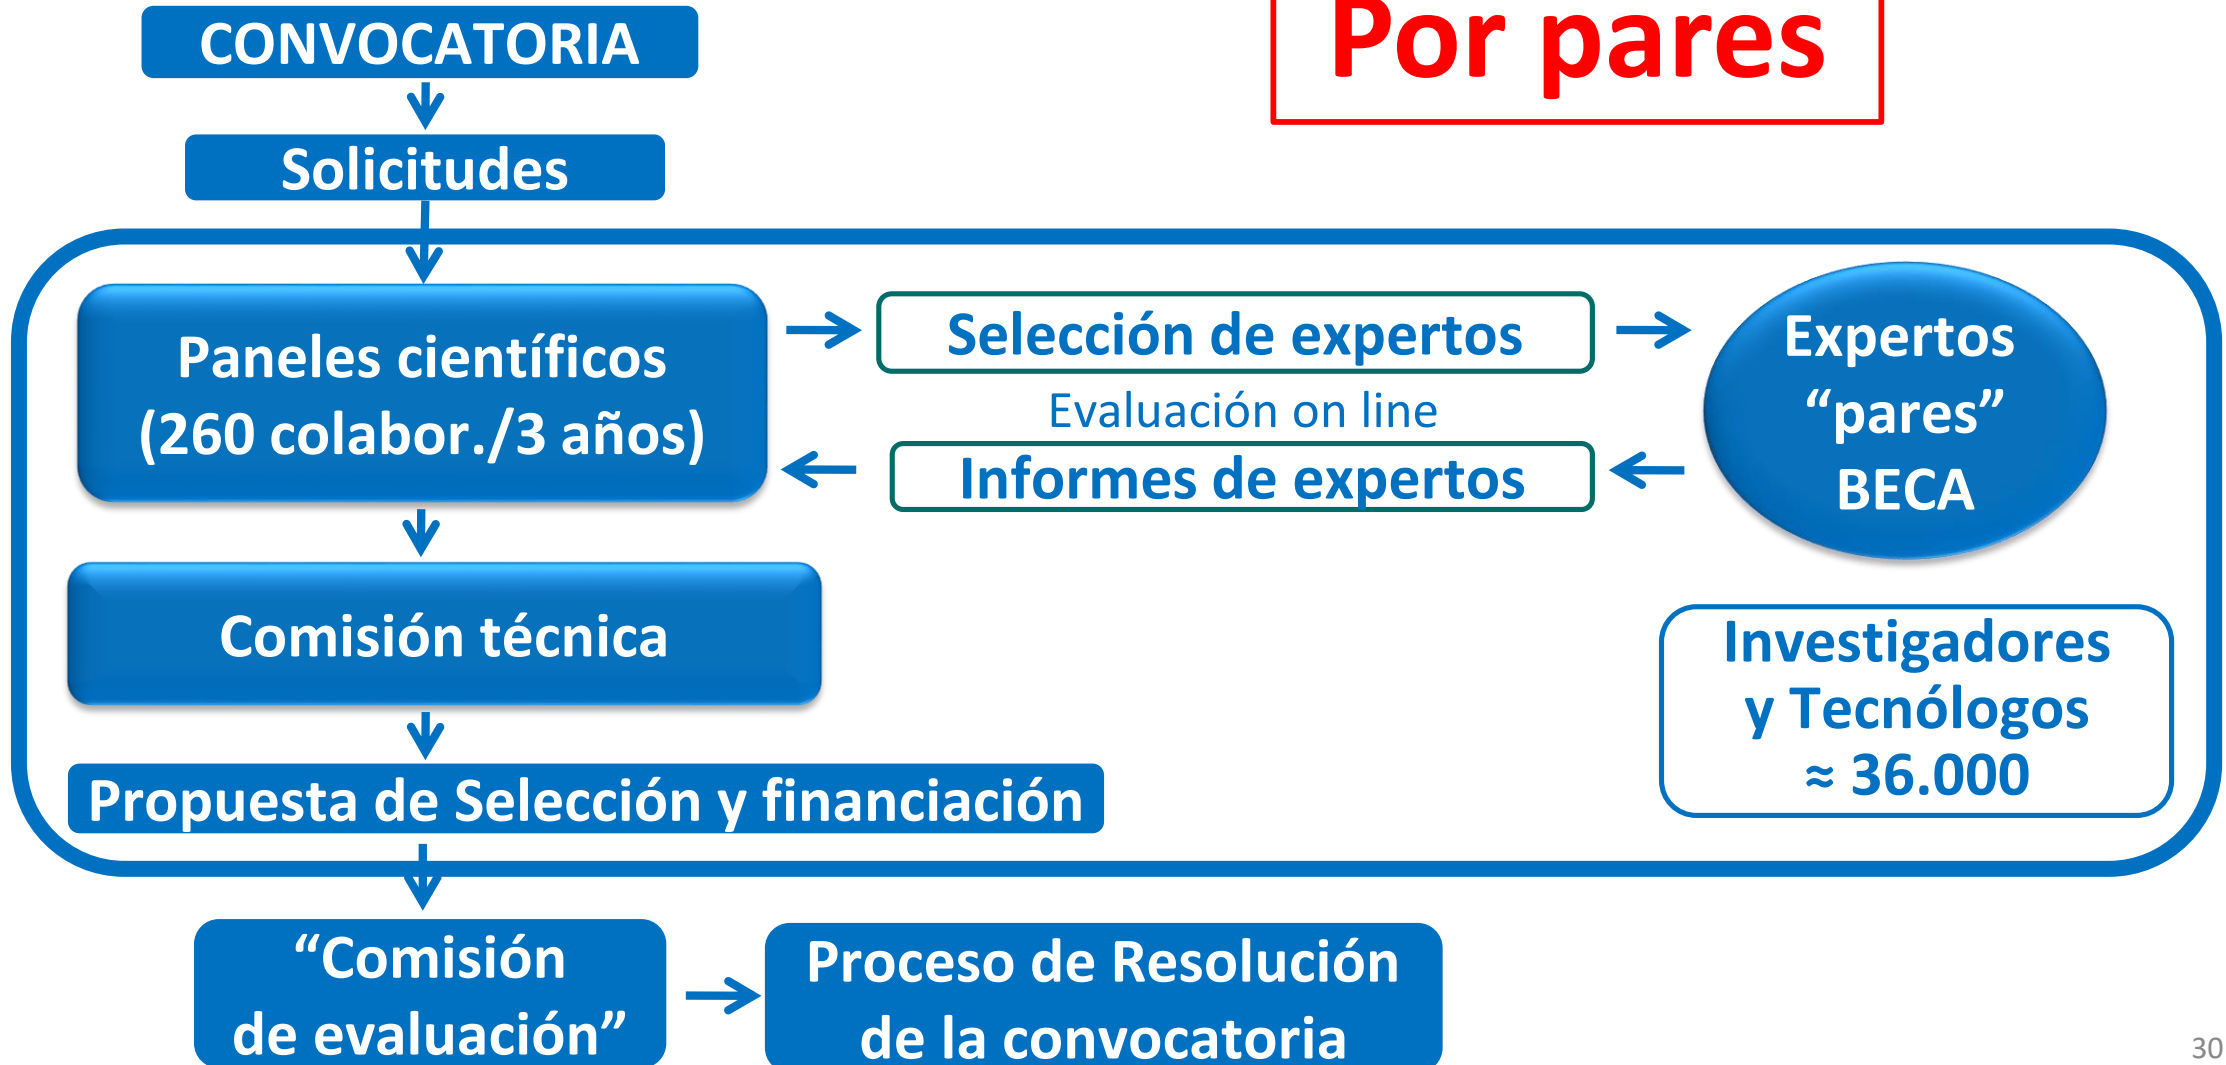 CONVOCATORIA
Por pares
Solicitudes
Paneles científicos
(260 colabor./3 años)
Selección de expertos
Evaluación on line
Informes de expertos
Expertos
“pares”
BECA
Comisión técnica
Investigadores
y Tecnólogos
≈ 36.000
Propuesta de Selección y financiación
“Comisión
de evaluación”
Proceso de Resolución
de la convocatoria
30